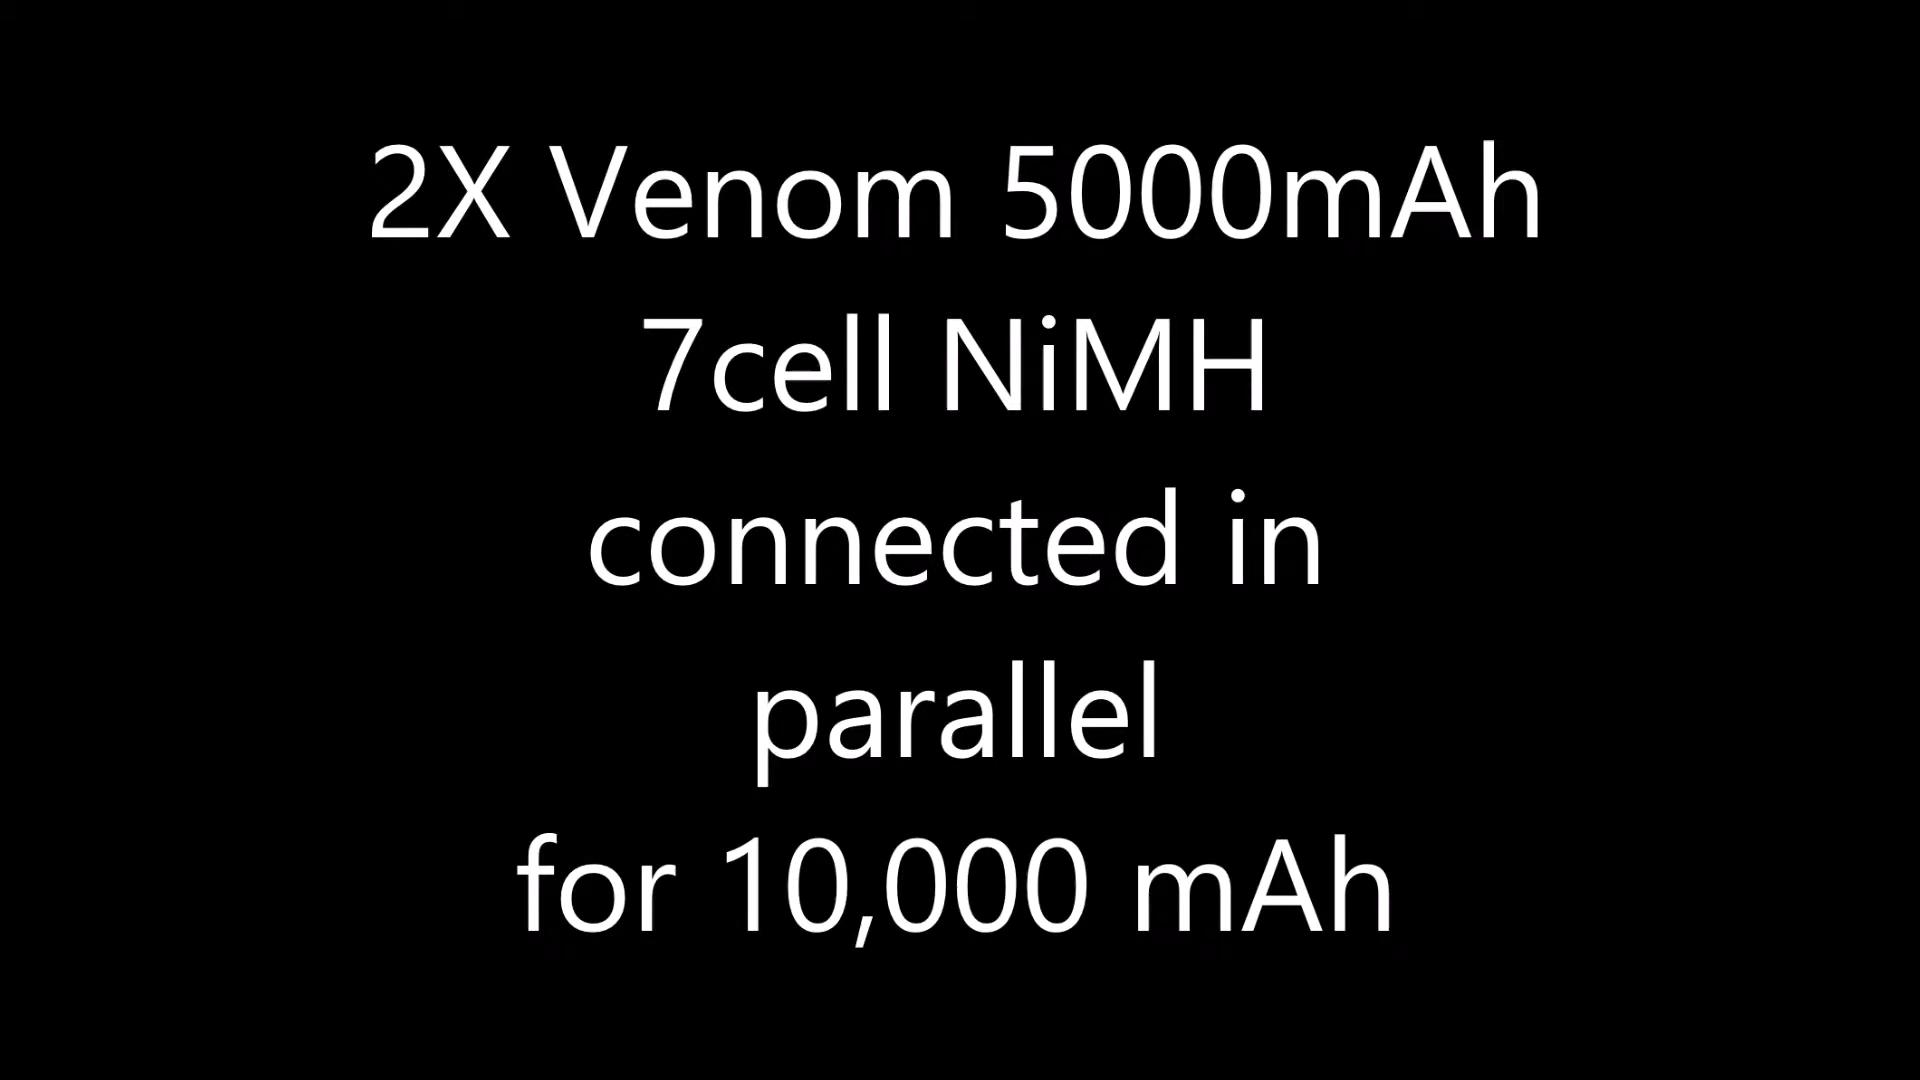 2X Venom 5000mAh
7cell NiMH
connected in
parallel
for 10,000 mAh